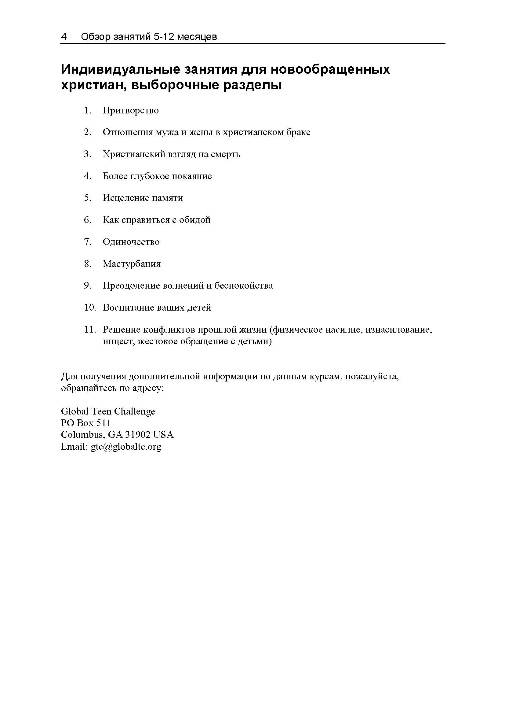 4 Обзор занятий 5-12 месяцев
Индивидуальные занятия для новообращенных
христиан, выборочные разделы
1. Притворство
2. Отношения мужа и жены в христианском браке
3. Христианский взгляд на смерть
4. Более глубокое покаяние
5. Исцеление памяти
6. Как справиться с обидой
7. Одиночество
8. Мастурбация
9. Преодоление волнений и беспокойства
10. Воспитание ваших детей
11. Решение конфликтов прошлой жизни (физическое насилие, изнасилование,
инцест, жестокое обращение с детьми)
Для получения дополнительной информации по данным курсам, пожалуйста,
обращайтесь по адресу:
Global Teen Challenge
PO Box 511
Columbus, GA 31902 USA
Email: gtc@globaltc.org